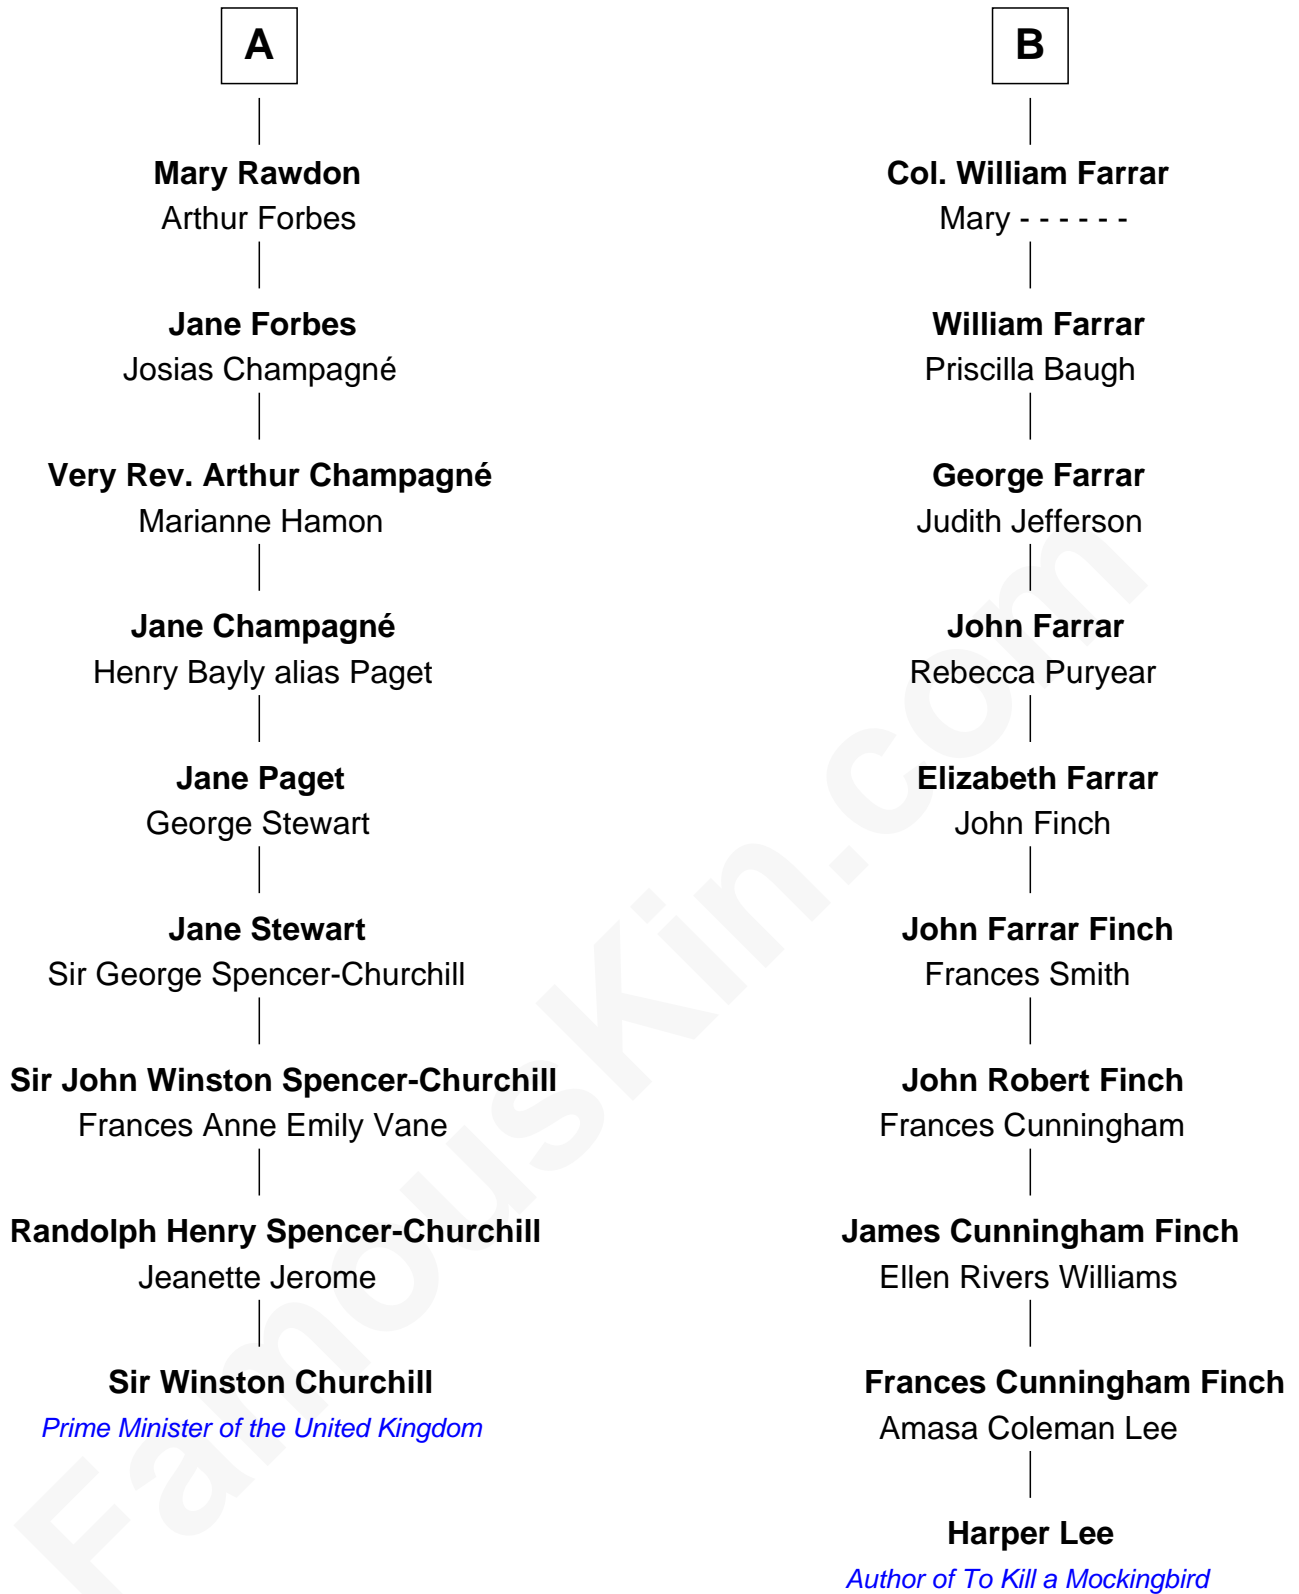 A
Mary Rawdon
Arthur Forbes
Jane Forbes
Josias Champagné
Very Rev. Arthur Champagné
Marianne Hamon
Jane Champagné
Henry Bayly alias Paget
Jane Paget
George Stewart
Jane Stewart
Sir George Spencer-Churchill
Sir John Winston Spencer-Churchill
Frances Anne Emily Vane
Randolph Henry Spencer-Churchill
Jeanette Jerome
Sir Winston Churchill
Prime Minister of the United Kingdom
B
Col. William Farrar
Mary - - - - - -
William Farrar
Priscilla Baugh
George Farrar
Judith Jefferson
John Farrar
Rebecca Puryear
Elizabeth Farrar
John Finch
John Farrar Finch
Frances Smith
John Robert Finch
Frances Cunningham
James Cunningham Finch
Ellen Rivers Williams
Frances Cunningham Finch
Amasa Coleman Lee
Harper Lee
Author of To Kill a Mockingbird
FamousKin.com